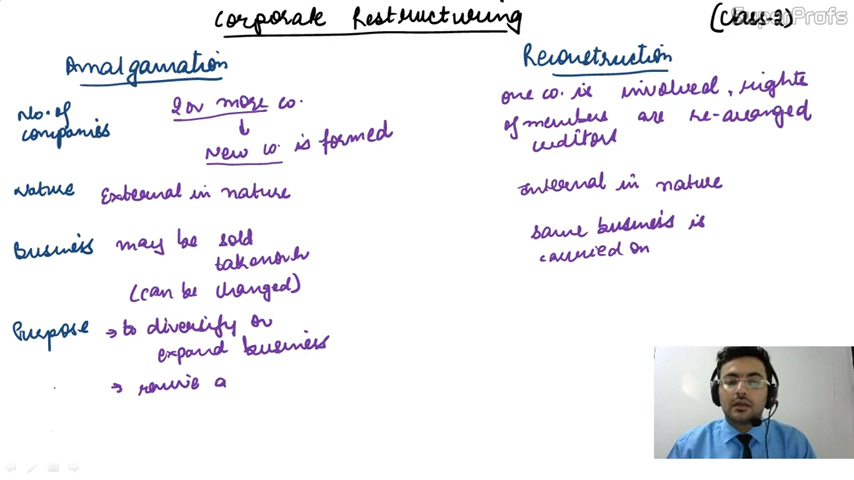 Corporate Restructuring
(Class-2)
SuperProfs
Amalgamation
Reconstruction
No. of companies
2 or more co.
↓
New co. is formed
one co. is involved, rights
of members are re-arranged
creditors
Nature
External in nature
Internal in nature
Business
may be sold
takenover
(can be changed)
same business is
carried on
Purpose
→ to diversify or
expand business
→ revive a